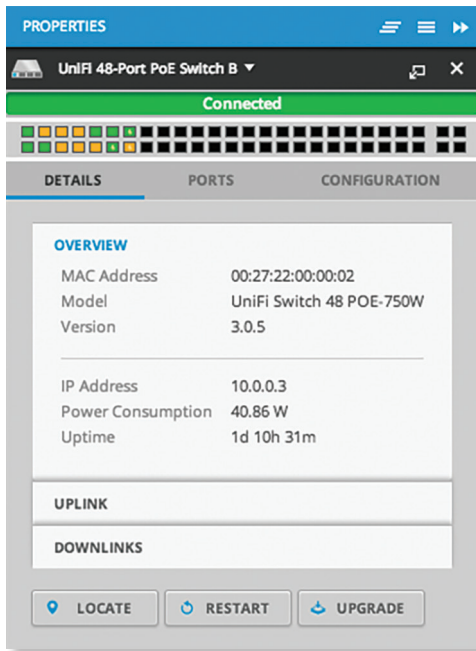 PROPERTIES
UniFi 48-Port PoE Switch B
Connected
DETAILS PORTS CONFIGURATION
OVERVIEW
MAC Address 00:27:22:00:00:02
Model UniFi Switch 48 POE-750W
Version 3.0.5
IP Address 10.0.0.3
Power Consumption 40.86 W
Uptime 1d 10h 31m
UPLINK
DOWNLINKS
LOCATE RESTART UPGRADE